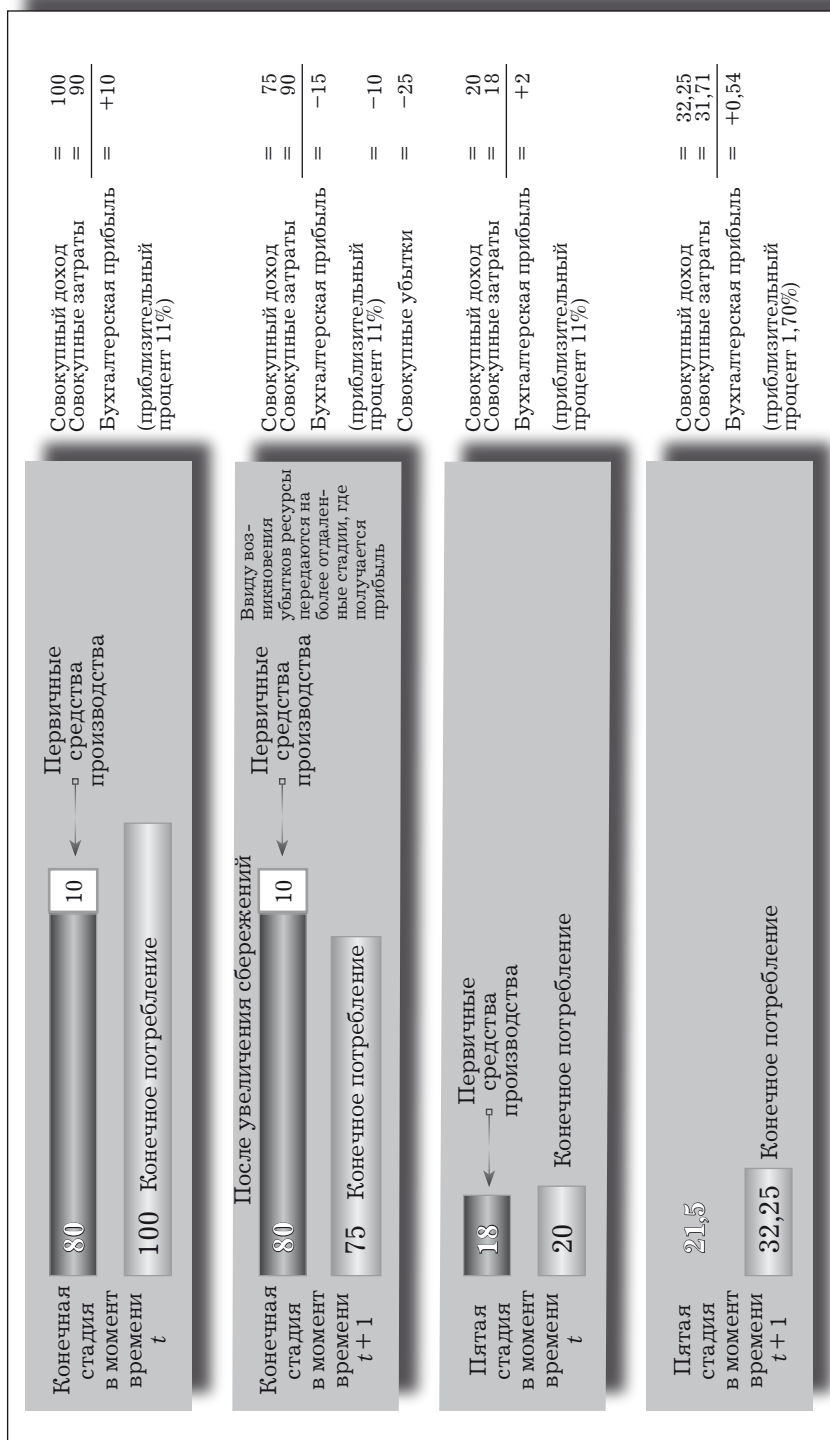 Конечная
стадия
в момент
времени
t
80
10
Первичные
средства
производства
100 Конечное потребление
Совокупный доход = 100
Совокупные затраты = 90
Бухгалтерская прибыль = +10
(приблизительный
процент 11%)
После увеличения сбережений
Конечная
стадия
в момент
времени
t + 1
80
10
Первичные
средства
производства
75 Конечное потребление
Ввиду воз-
никновения
убытков ресурсы
передаются на
более отдален-
ные стадии, где
получается
прибыль
Совокупный доход = 75
Совокупные затраты = 90
Бухгалтерская прибыль = −15
(приблизительный
процент 11%) = −10
Совокупные убытки = −25
Пятая
стадия
в момент
времени
t
18
Первичные
средства
производства
20 Конечное потребление
Совокупный доход = 20
Совокупные затраты = 18
Бухгалтерская прибыль = +2
(приблизительный
процент 11%)
Пятая
стадия
в момент
времени
t + 1
21,5
32,25 Конечное потребление
Совокупный доход = 32,25
Совокупные затраты = 31,71
Бухгалтерская прибыль = +0,54
(приблизительный
процент 1,70%)